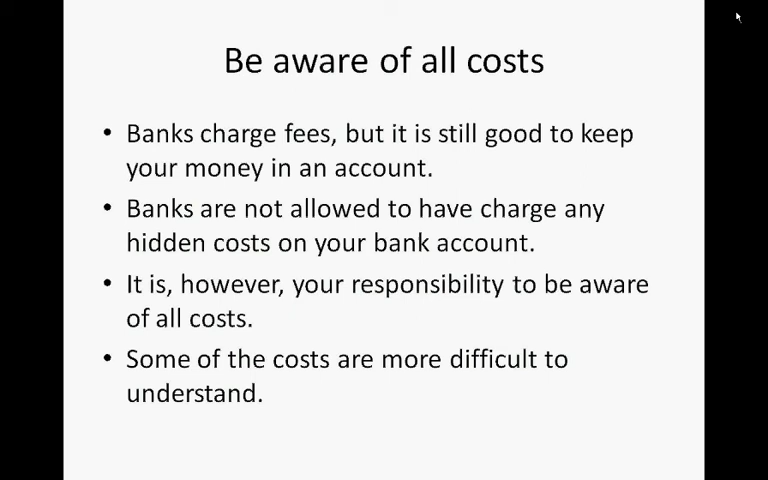 Be aware of all costs
• Banks charge fees, but it is still good to keep
your money in an account.
• Banks are not allowed to have charge any
hidden costs on your bank account.
• It is, however, your responsibility to be aware
of all costs.
• Some of the costs are more difficult to
understand.